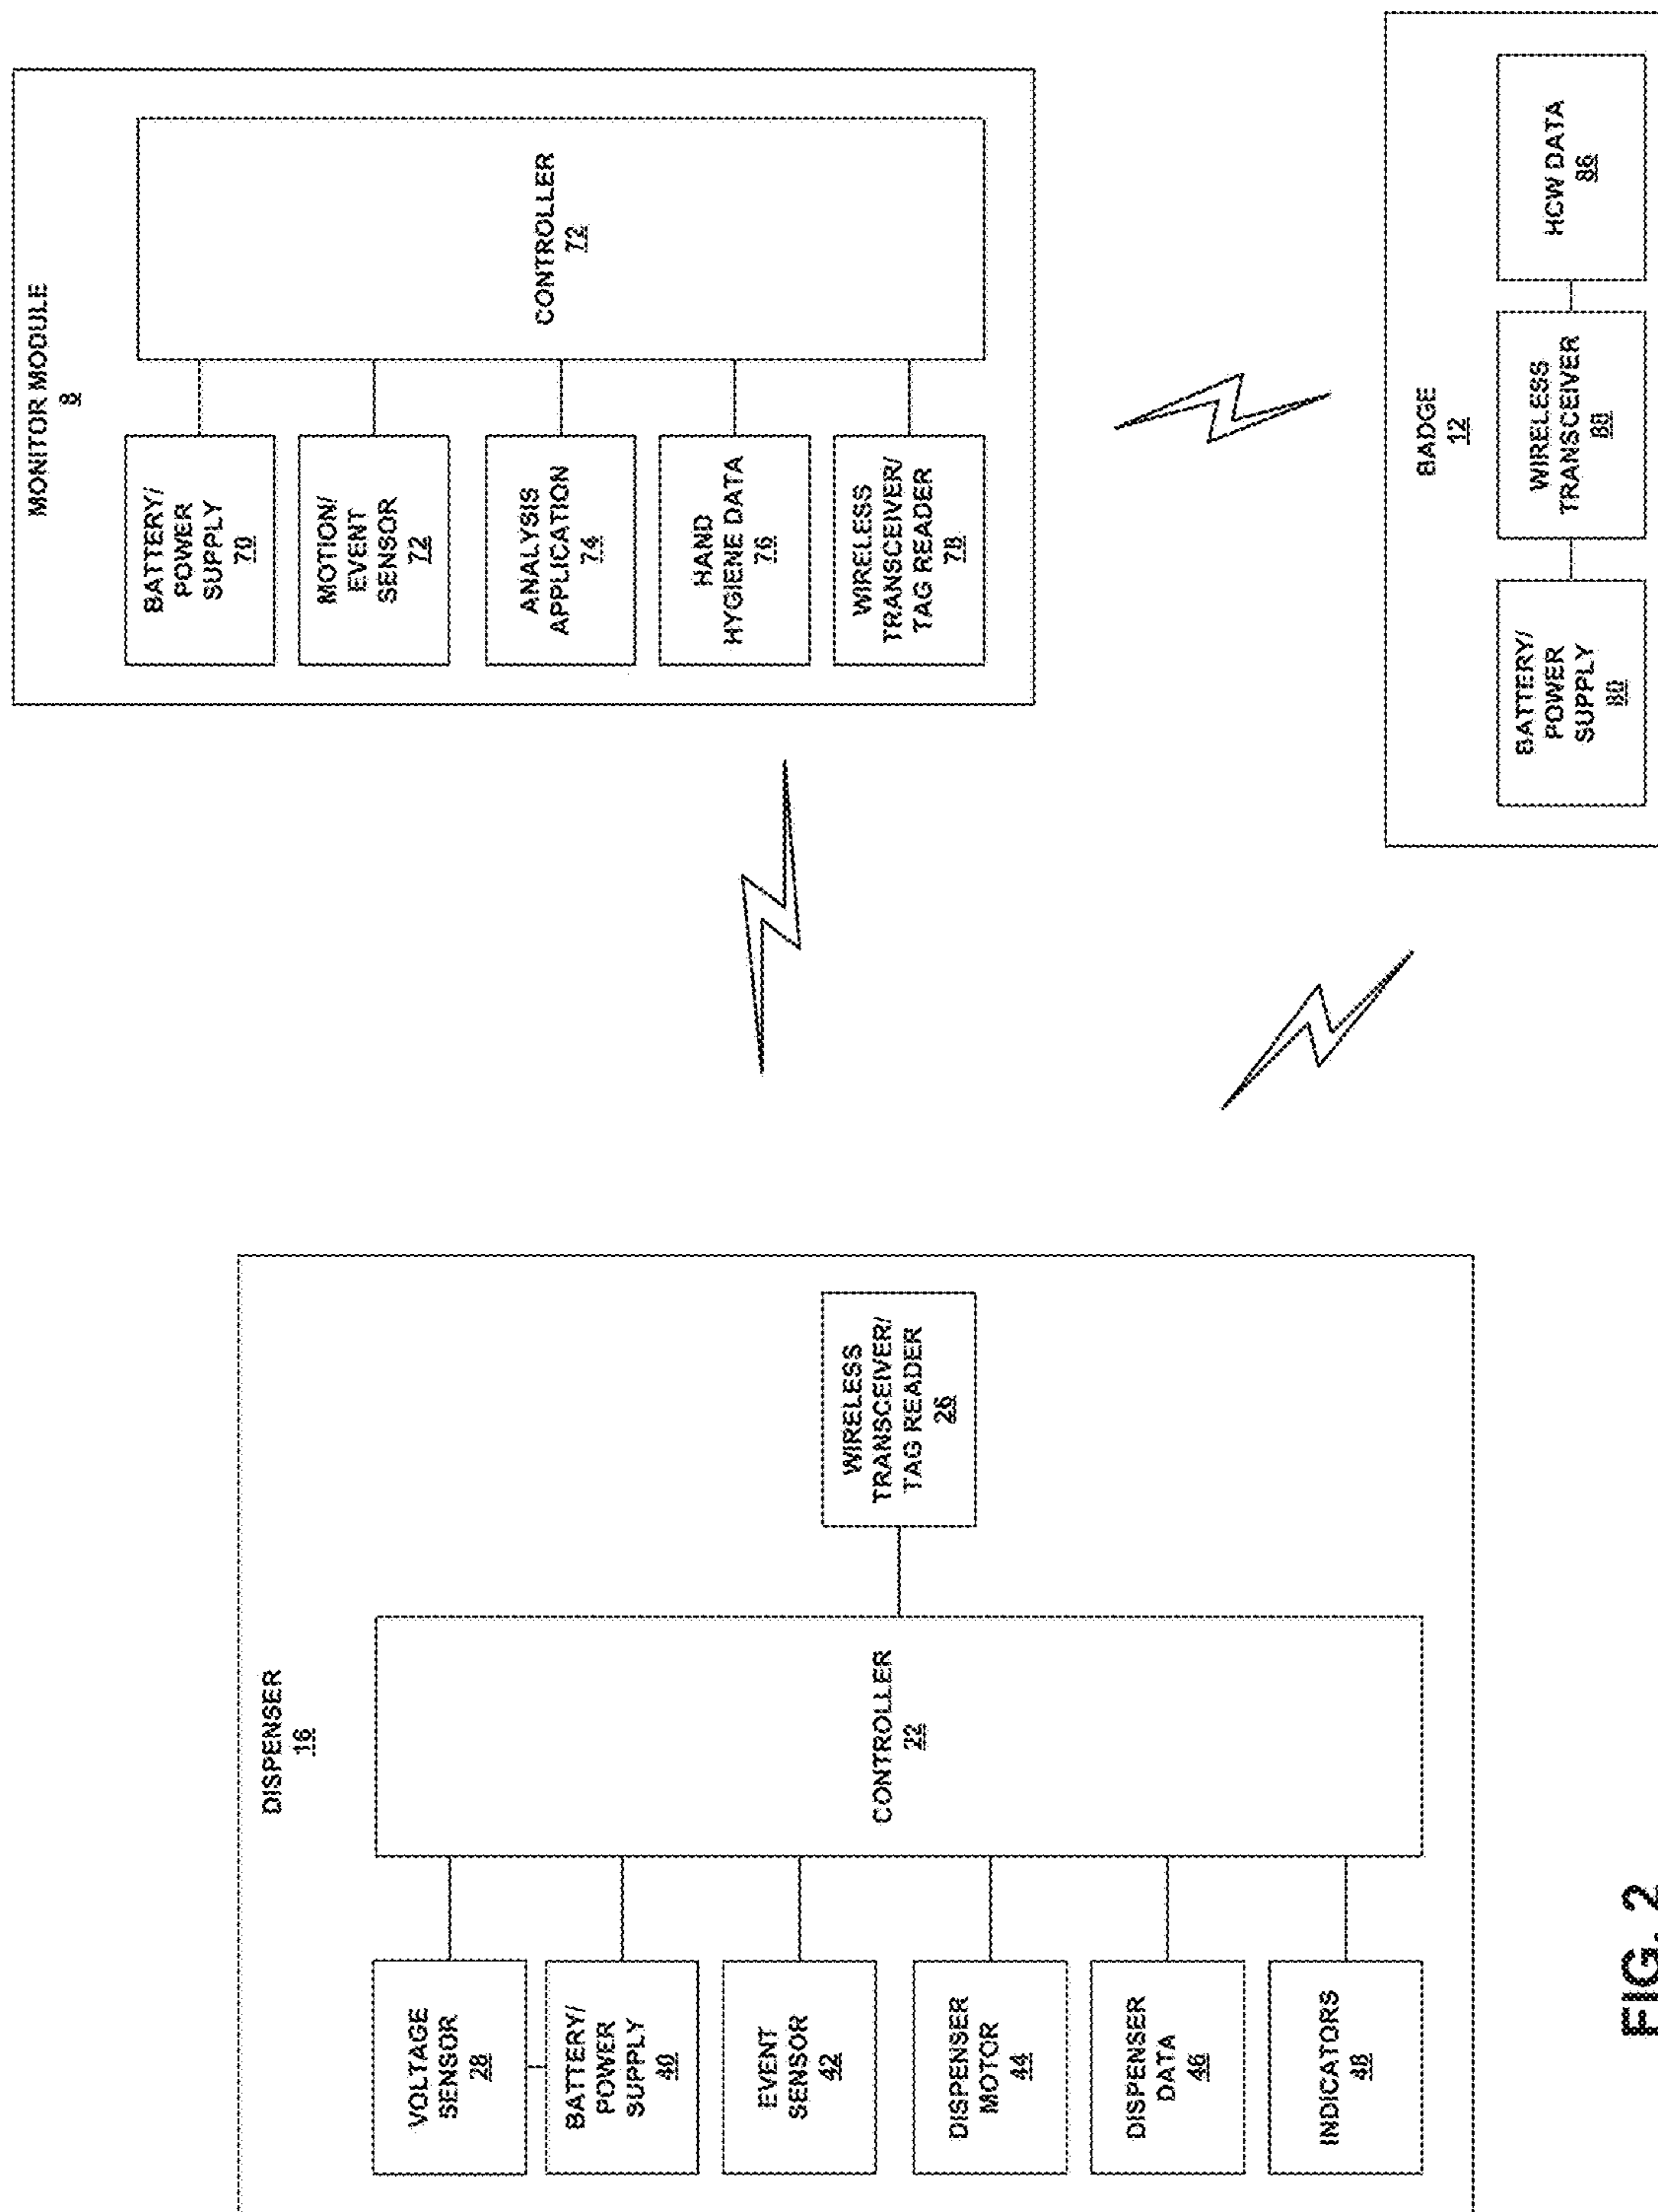 DISPENSER
16
VOLTAGE
SENSOR
28
BATTERY/
POWER
SUPPLY
40
EVENT
SENSOR
42
DISPENSER
MOTOR
44
DISPENSER
DATA
46
INDICATORS
48
CONTROLLER
22
WIRELESS
TRANSCEIVER/
TAG READER
26
MONITOR MODULE
8
BATTERY/
POWER
SUPPLY
70
MOTION/
EVENT
SENSOR
72
ANALYSIS
APPLICATION
74
HAND
HYGIENE DATA
76
WIRELESS
TRANSCEIVER/
TAG READER
78
CONTROLLER
72
BADGE
12
BATTERY/
POWER
SUPPLY
80
WIRELESS
TRANSCEIVER
HCW DATA
86
FIG. 2